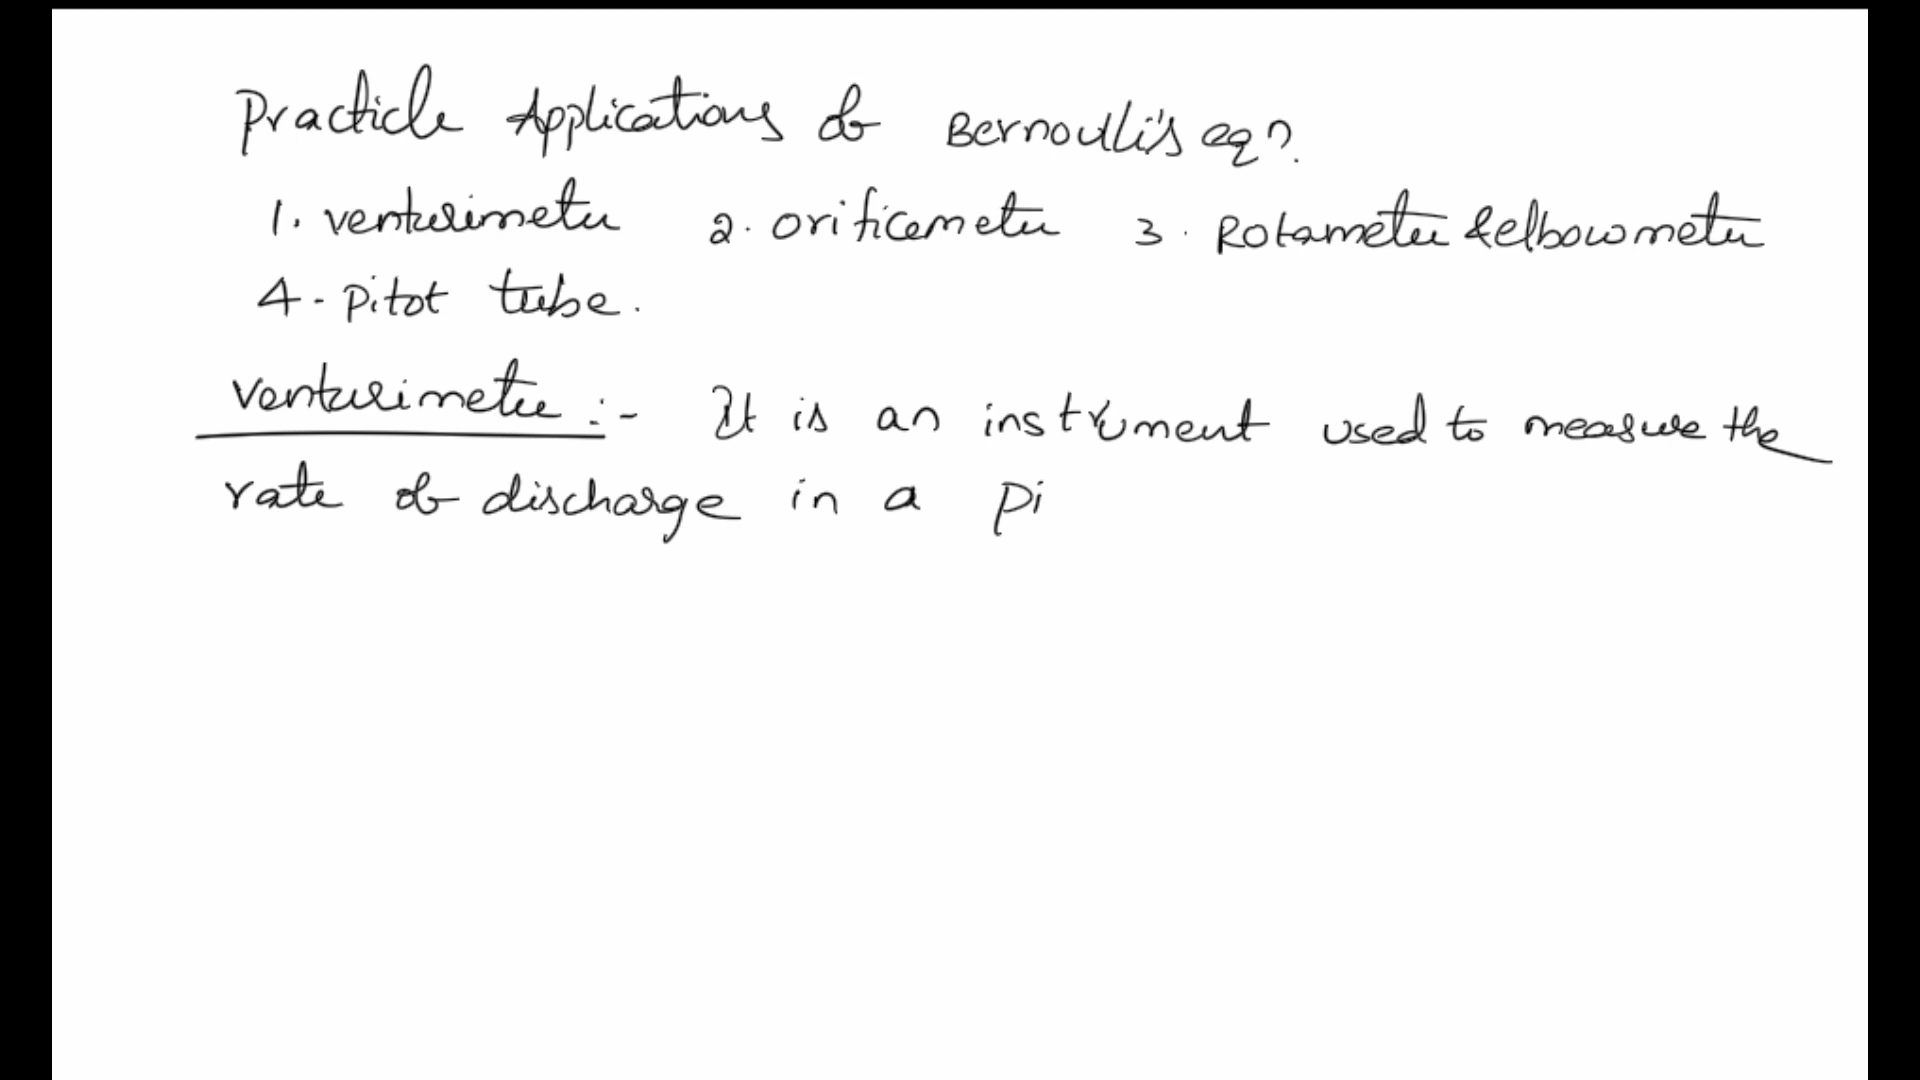 Practicle Applications of Bernoulli's eqn.
1. venturimeter 2. orificemeter 3. Rotameter & elbowmeter
4. pitot tube.
Venturimeter :- It is an instrument used to measure the
rate of discharge in a pi